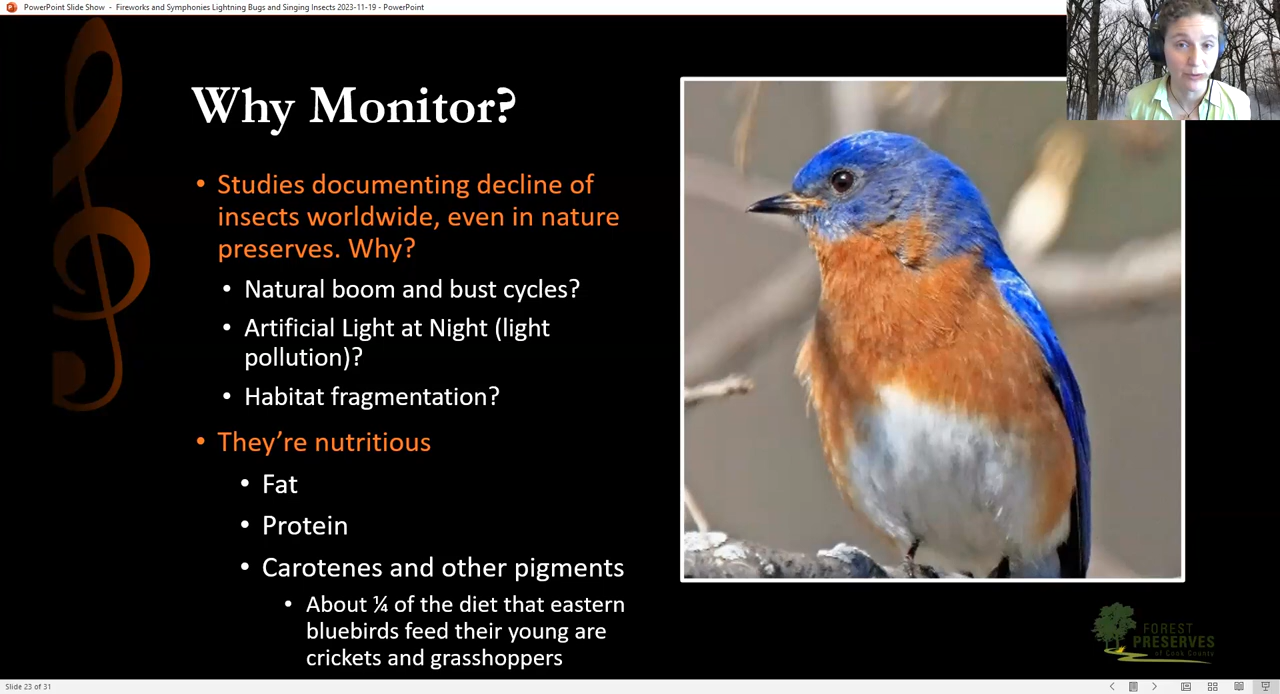 PowerPoint Slide Show - Fireworks and Symphonies Lightning Bugs and Singing Insects 2023-11-19 - PowerPoint
Why Monitor?
• Studies documenting decline of
insects worldwide, even in nature
preserves. Why?
• Natural boom and bust cycles?
• Artificial Light at Night (light
pollution)?
• Habitat fragmentation?
• They’re nutritious
• Fat
• Protein
• Carotenes and other pigments
• About ¼ of the diet that eastern
bluebirds feed their young are
crickets and grasshoppers
FOREST
PRESERVES
of Cook County
Slide 23 of 31